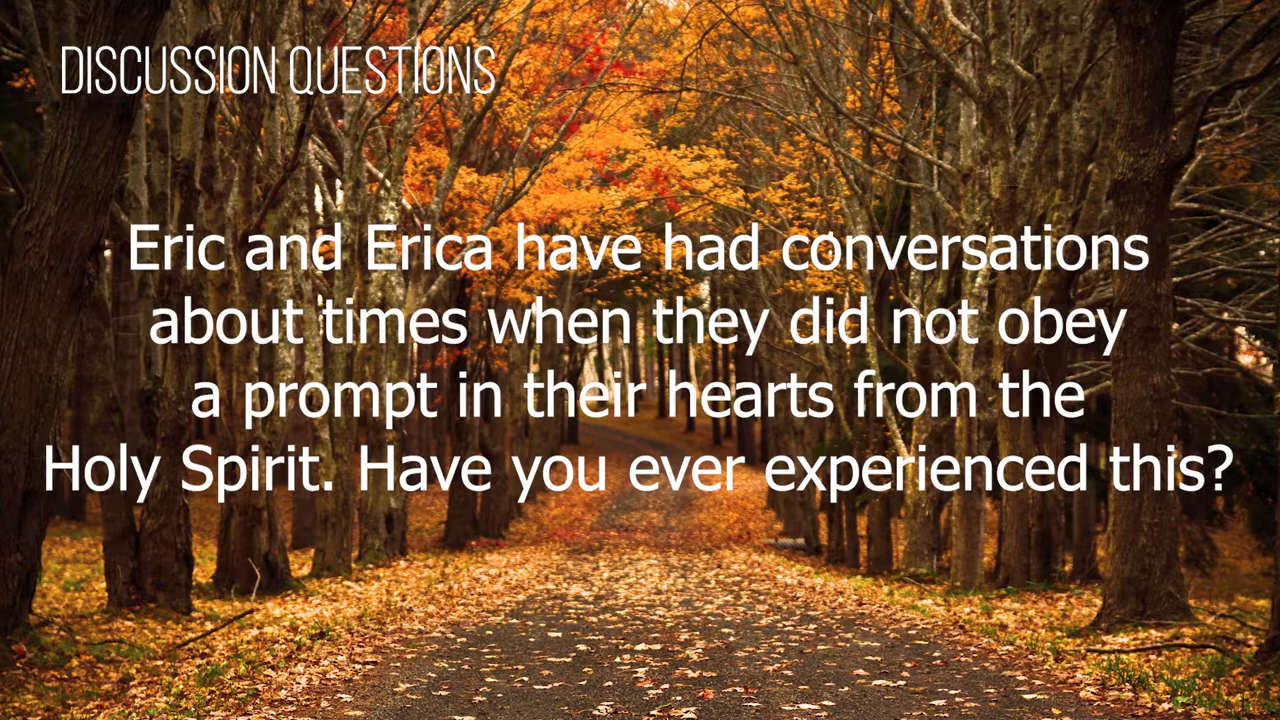 DISCUSSION QUESTIONS
Eric and Erica have had conversations
about times when they did not obey
a prompt in their hearts from the
Holy Spirit. Have you ever experienced this?